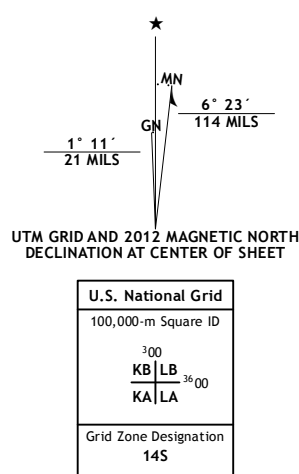 ★
MN
6° 23´
114 MILS
GN
1° 11´
21 MILS
UTM GRID AND 2012 MAGNETIC NORTH
DECLINATION AT CENTER OF SHEET
U.S. National Grid
100,000-m Square ID
³00
KB LB
³⁶00
KA LA
Grid Zone Designation
14S